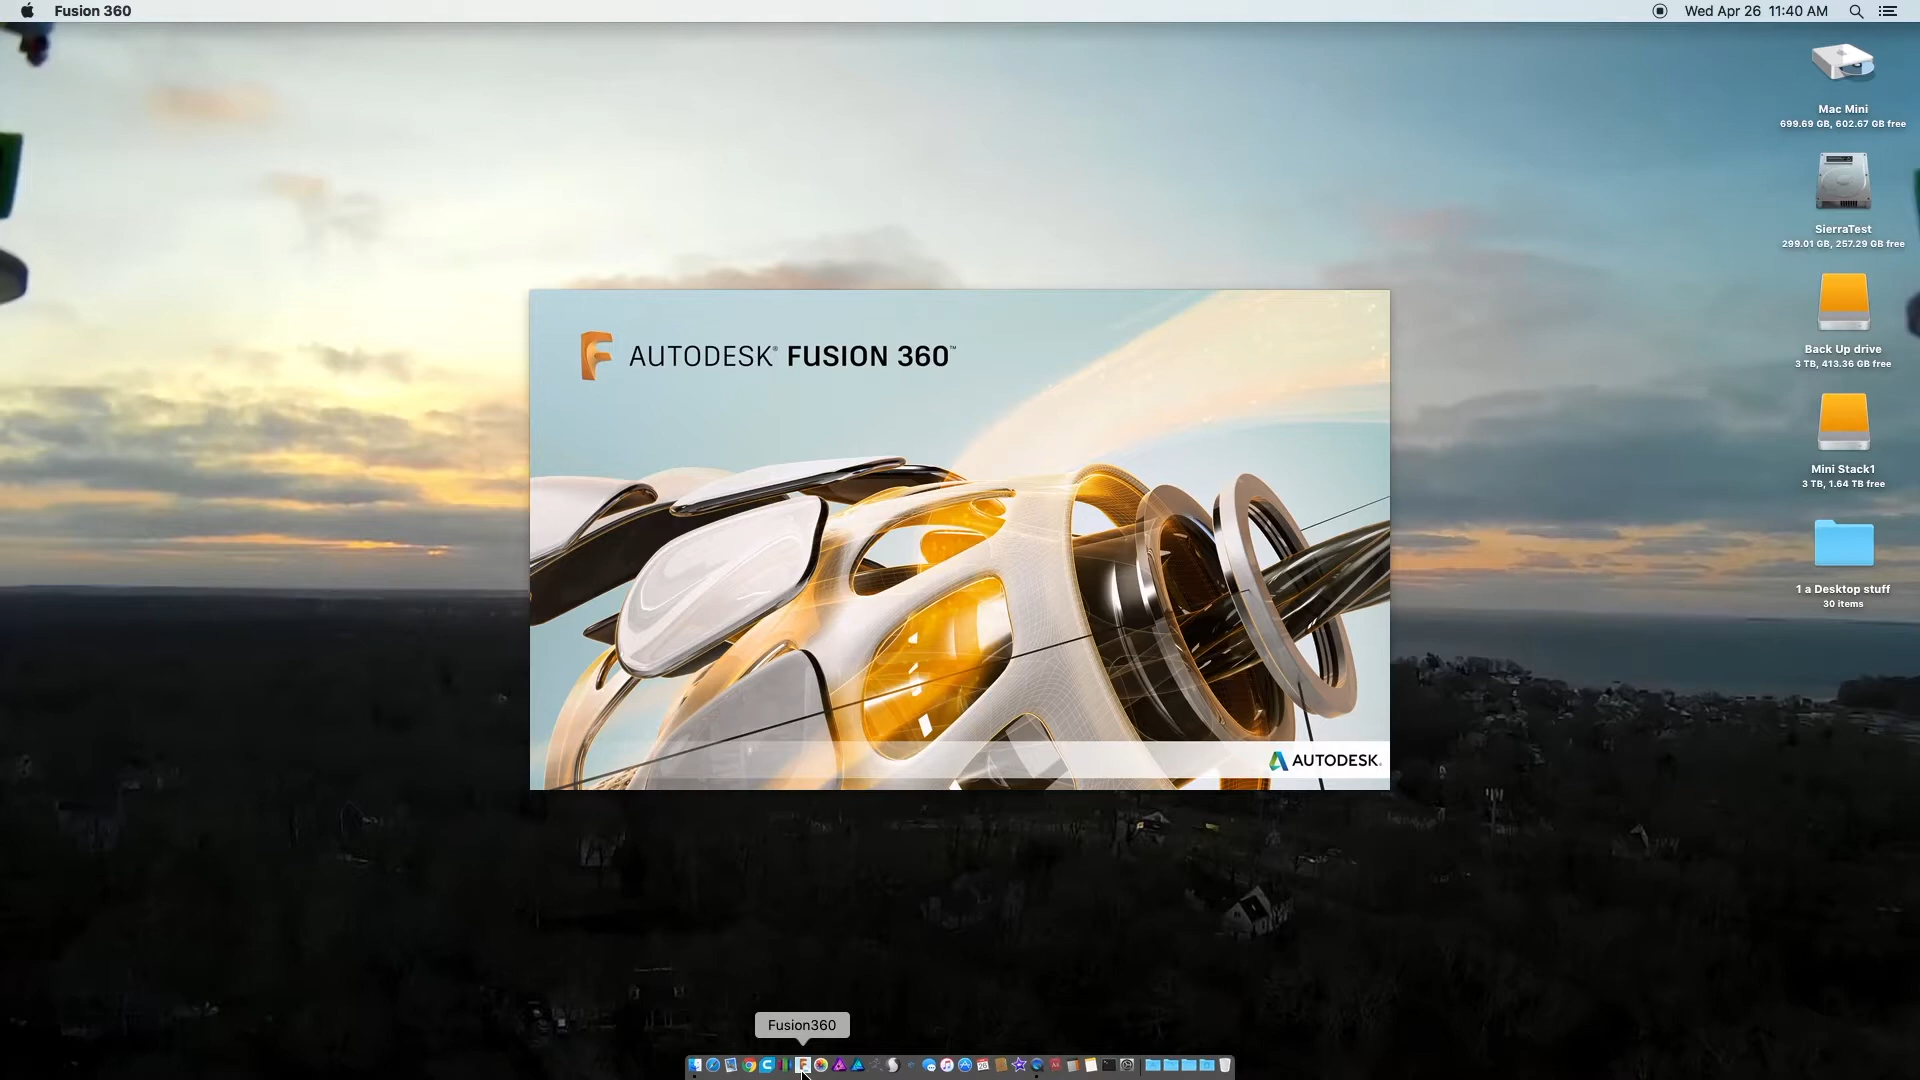 Fusion 360
Wed Apr 26 11:40 AM
Mac Mini
699.69 GB, 602.67 GB free
SierraTest
299.01 GB, 257.29 GB free
Back Up drive
3 TB, 413.36 GB free
Mini Stack1
3 TB, 1.64 TB free
1 a Desktop stuff
30 items
AUTODESK® FUSION 360™
AUTODESK.
Fusion360